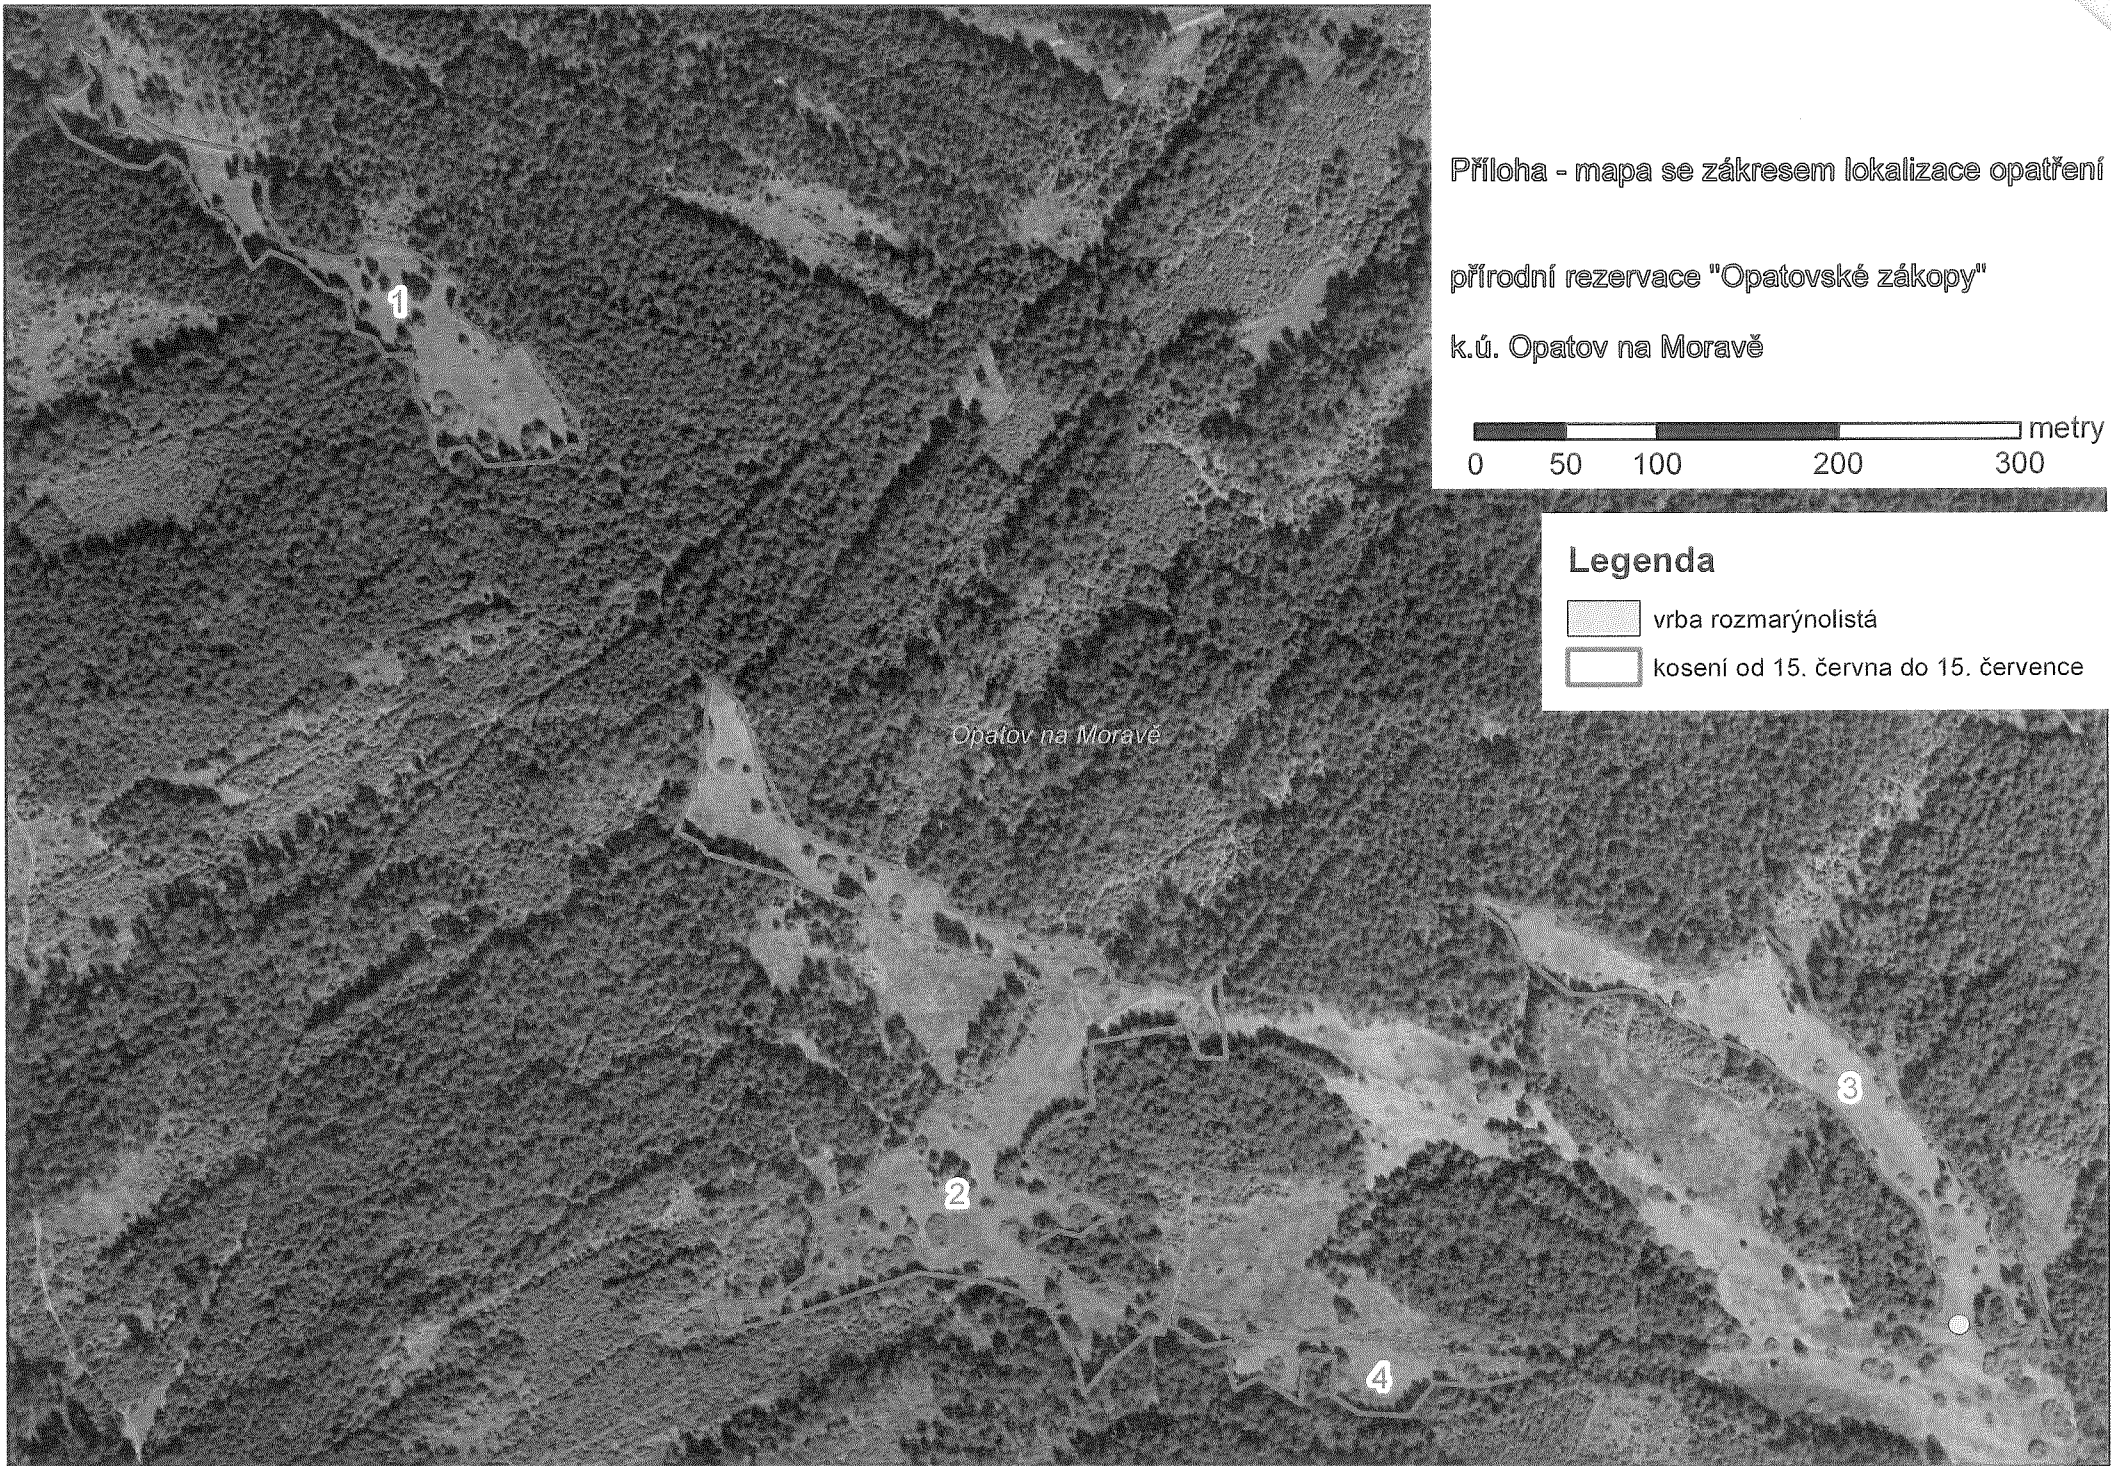 Příloha - mapa se zákresem lokalizace opatření
přírodní rezervace "Opatovské zákopy"
k.ú. Opatov na Moravě
metry
0 50 100 200 300
Legenda
vrba rozmarýnolistá
kosení od 15. června do 15. července
1
Opatov na Moravě
3
2
4